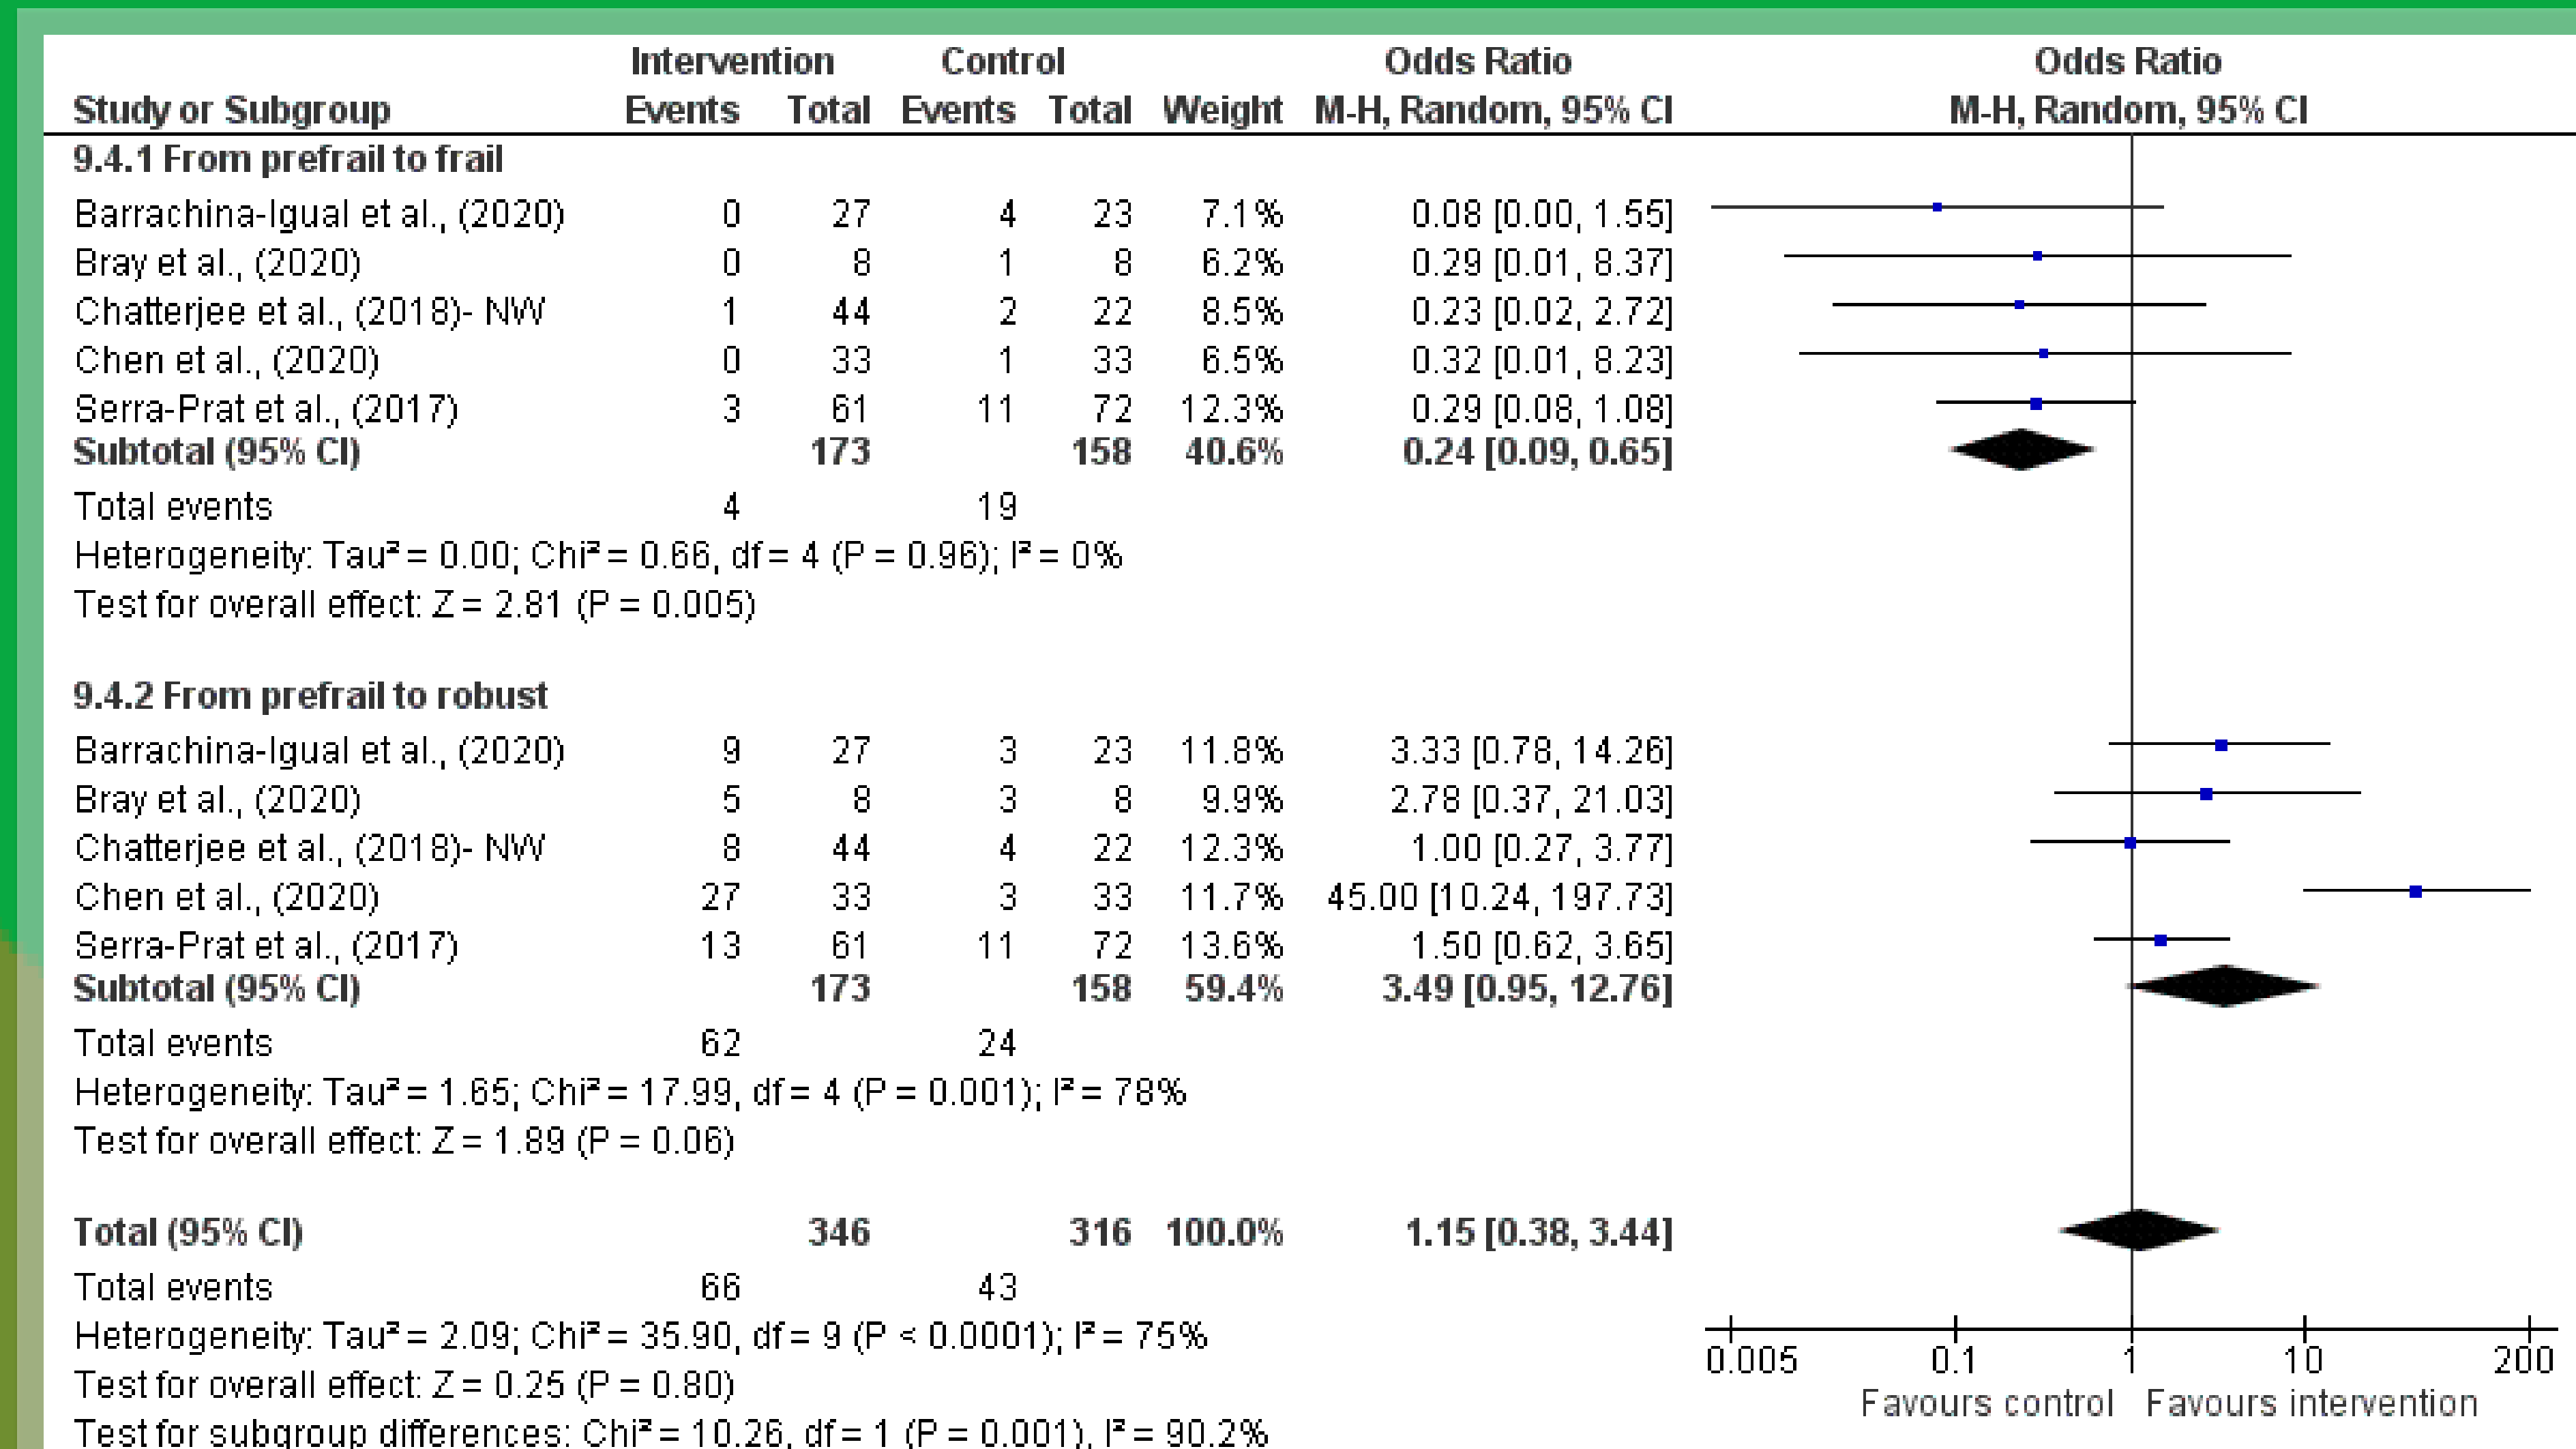 Intervention Control Odds Ratio Odds Ratio
Study or Subgroup Events Total Events Total Weight M-H, Random, 95% CI M-H, Random, 95% CI
9.4.1 From prefrail to frail
Barrachina-Igual et al., (2020) 0 27 4 23 7.1% 0.08 [0.00, 1.55]
Bray et al., (2020) 0 8 1 8 6.2% 0.29 [0.01, 8.37]
Chatterjee et al., (2018)- NW 1 44 2 22 8.5% 0.23 [0.02, 2.72]
Chen et al., (2020) 0 33 1 33 6.5% 0.32 [0.01, 8.23]
Serra-Prat et al., (2017) 3 61 11 72 12.3% 0.29 [0.08, 1.08]
Subtotal (95% CI) 173 158 40.6% 0.24 [0.09, 0.65]
Total events 4 19
Heterogeneity: Tau² = 0.00; Chi² = 0.66, df = 4 (P = 0.96); I² = 0%
Test for overall effect: Z = 2.81 (P = 0.005)
9.4.2 From prefrail to robust
Barrachina-Igual et al., (2020) 9 27 3 23 11.8% 3.33 [0.78, 14.26]
Bray et al., (2020) 5 8 3 8 9.9% 2.78 [0.37, 21.03]
Chatterjee et al., (2018)- NW 8 44 4 22 12.3% 1.00 [0.27, 3.77]
Chen et al., (2020) 27 33 3 33 11.7% 45.00 [10.24, 197.73]
Serra-Prat et al., (2017) 13 61 11 72 13.6% 1.50 [0.62, 3.65]
Subtotal (95% CI) 173 158 59.4% 3.49 [0.95, 12.76]
Total events 62 24
Heterogeneity: Tau² = 1.65; Chi² = 17.99, df = 4 (P = 0.001); I² = 78%
Test for overall effect: Z = 1.89 (P = 0.06)
Total (95% CI) 346 316 100.0% 1.15 [0.38, 3.44]
Total events 66 43
Heterogeneity: Tau² = 2.09; Chi² = 35.90, df = 9 (P < 0.0001); I² = 75%
Test for overall effect: Z = 0.25 (P = 0.80)
Test for subgroup differences: Chi² = 10.26, df = 1 (P = 0.001), I² = 90.2%
0.005 0.1 1 10 200
Favours control Favours intervention